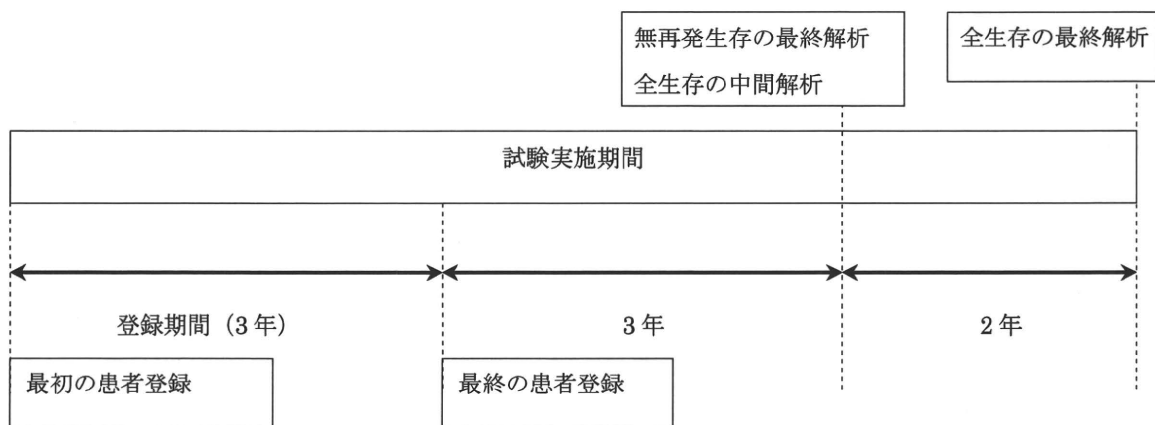 無再発生存の最終解析
全生存の中間解析
全生存の最終解析
試験実施期間
登録期間（3 年）
3 年
2 年
最初の患者登録
最終の患者登録